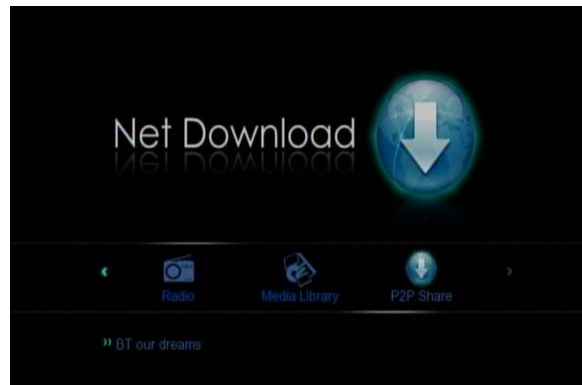 Net Download
Radio
Media Library
P2P Share
BT our dreams